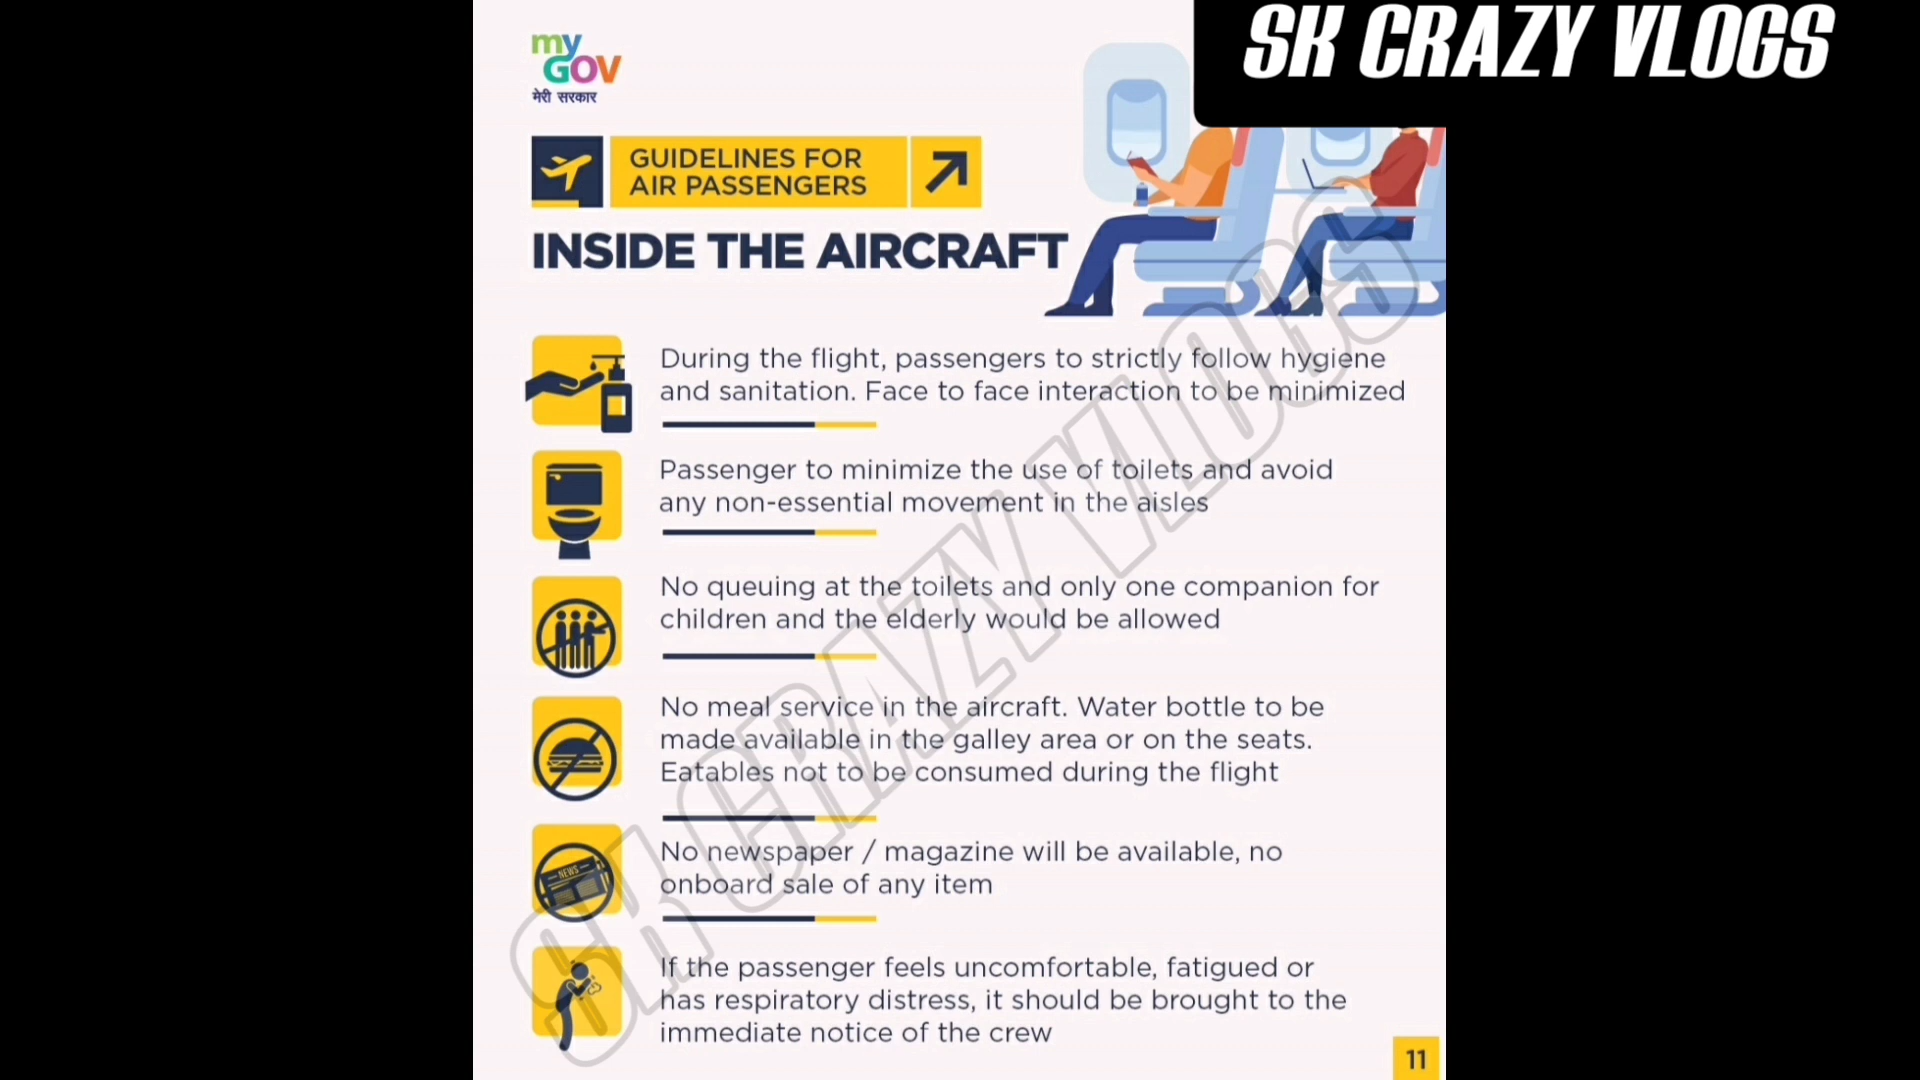 SK CRAZY VLOGS
my
GOV
मेरी सरकार
GUIDELINES FOR
AIR PASSENGERS
INSIDE THE AIRCRAFT
During the flight, passengers to strictly follow hygiene
and sanitation. Face to face interaction to be minimized
Passenger to minimize the use of toilets and avoid
any non-essential movement in the aisles
No queuing at the toilets and only one companion for
children and the elderly would be allowed
No meal service in the aircraft. Water bottle to be
made available in the galley area or on the seats.
Eatables not to be consumed during the flight
NEWS
No newspaper / magazine will be available, no
onboard sale of any item
If the passenger feels uncomfortable, fatigued or
has respiratory distress, it should be brought to the
immediate notice of the crew
11
SK CRAZY VLOGS